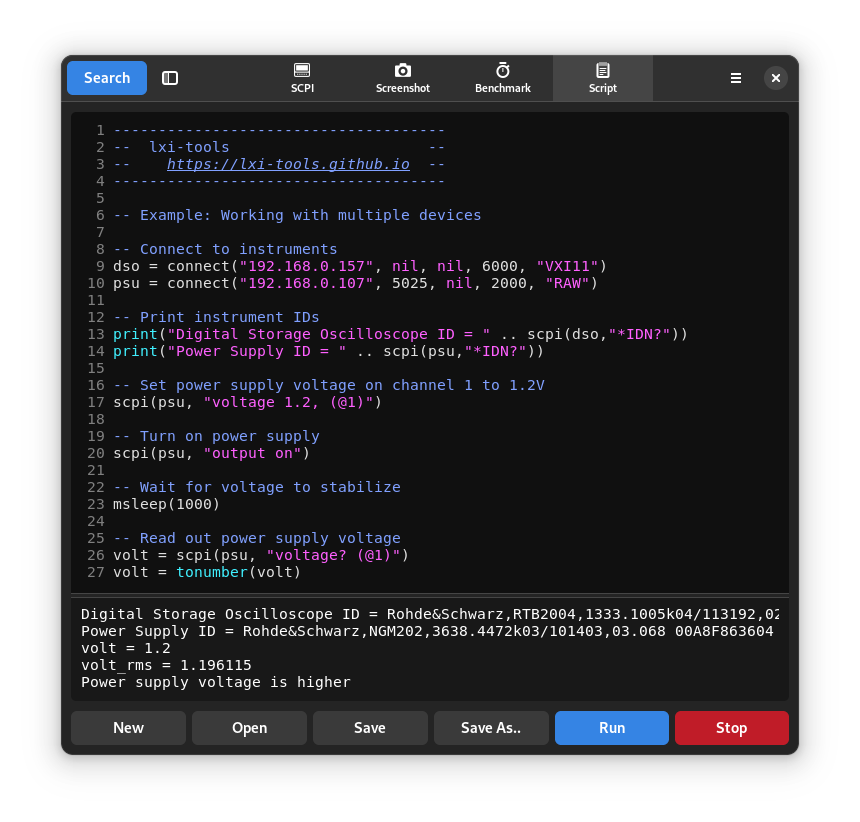 Search SCPI Screenshot Benchmark Script
1 -------------------------------------
2 --  lxi-tools                      --
3 --    https://lxi-tools.github.io  --
4 -------------------------------------
5
6 -- Example: Working with multiple devices
7
8 -- Connect to instruments
9 dso = connect("192.168.0.157", nil, nil, 6000, "VXI11")
10 psu = connect("192.168.0.107", 5025, nil, 2000, "RAW")
11
12 -- Print instrument IDs
13 print("Digital Storage Oscilloscope ID = " .. scpi(dso,"*IDN?"))
14 print("Power Supply ID = " .. scpi(psu,"*IDN?"))
15
16 -- Set power supply voltage on channel 1 to 1.2V
17 scpi(psu, "voltage 1.2, (@1)")
18
19 -- Turn on power supply
20 scpi(psu, "output on")
21
22 -- Wait for voltage to stabilize
23 msleep(1000)
24
25 -- Read out power supply voltage
26 volt = scpi(psu, "voltage? (@1)")
27 volt = tonumber(volt)
Digital Storage Oscilloscope ID = Rohde&Schwarz,RTB2004,1333.1005k04/113192,02
Power Supply ID = Rohde&Schwarz,NGM202,3638.4472k03/101403,03.068 00A8F863604
volt = 1.2
volt_rms = 1.196115
Power supply voltage is higher
New Open Save Save As.. Run Stop